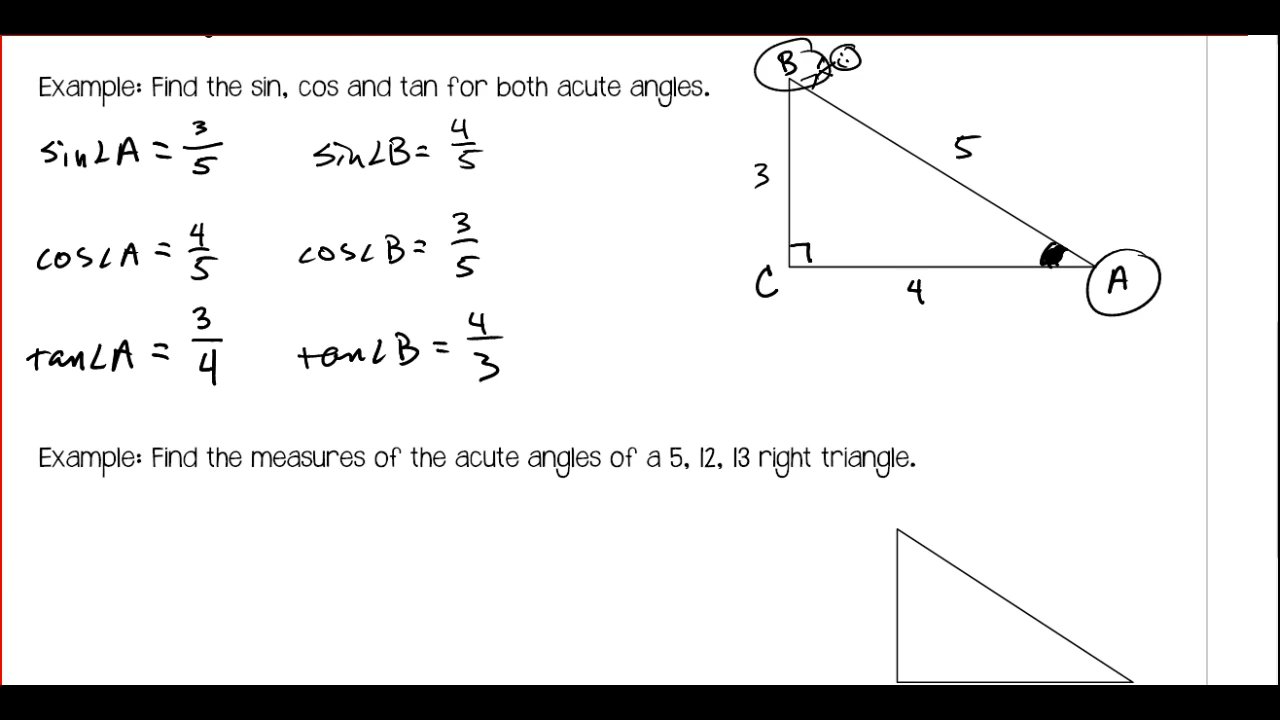 Example: Find the sin, cos and tan for both acute angles.
sin∠A = 3/5 sin∠B = 4/5
cos∠A = 4/5 cos∠B = 3/5
tan∠A = 3/4 tan∠B = 4/3
B
5
3
C
4
A
Example: Find the measures of the acute angles of a 5, 12, 13 right triangle.